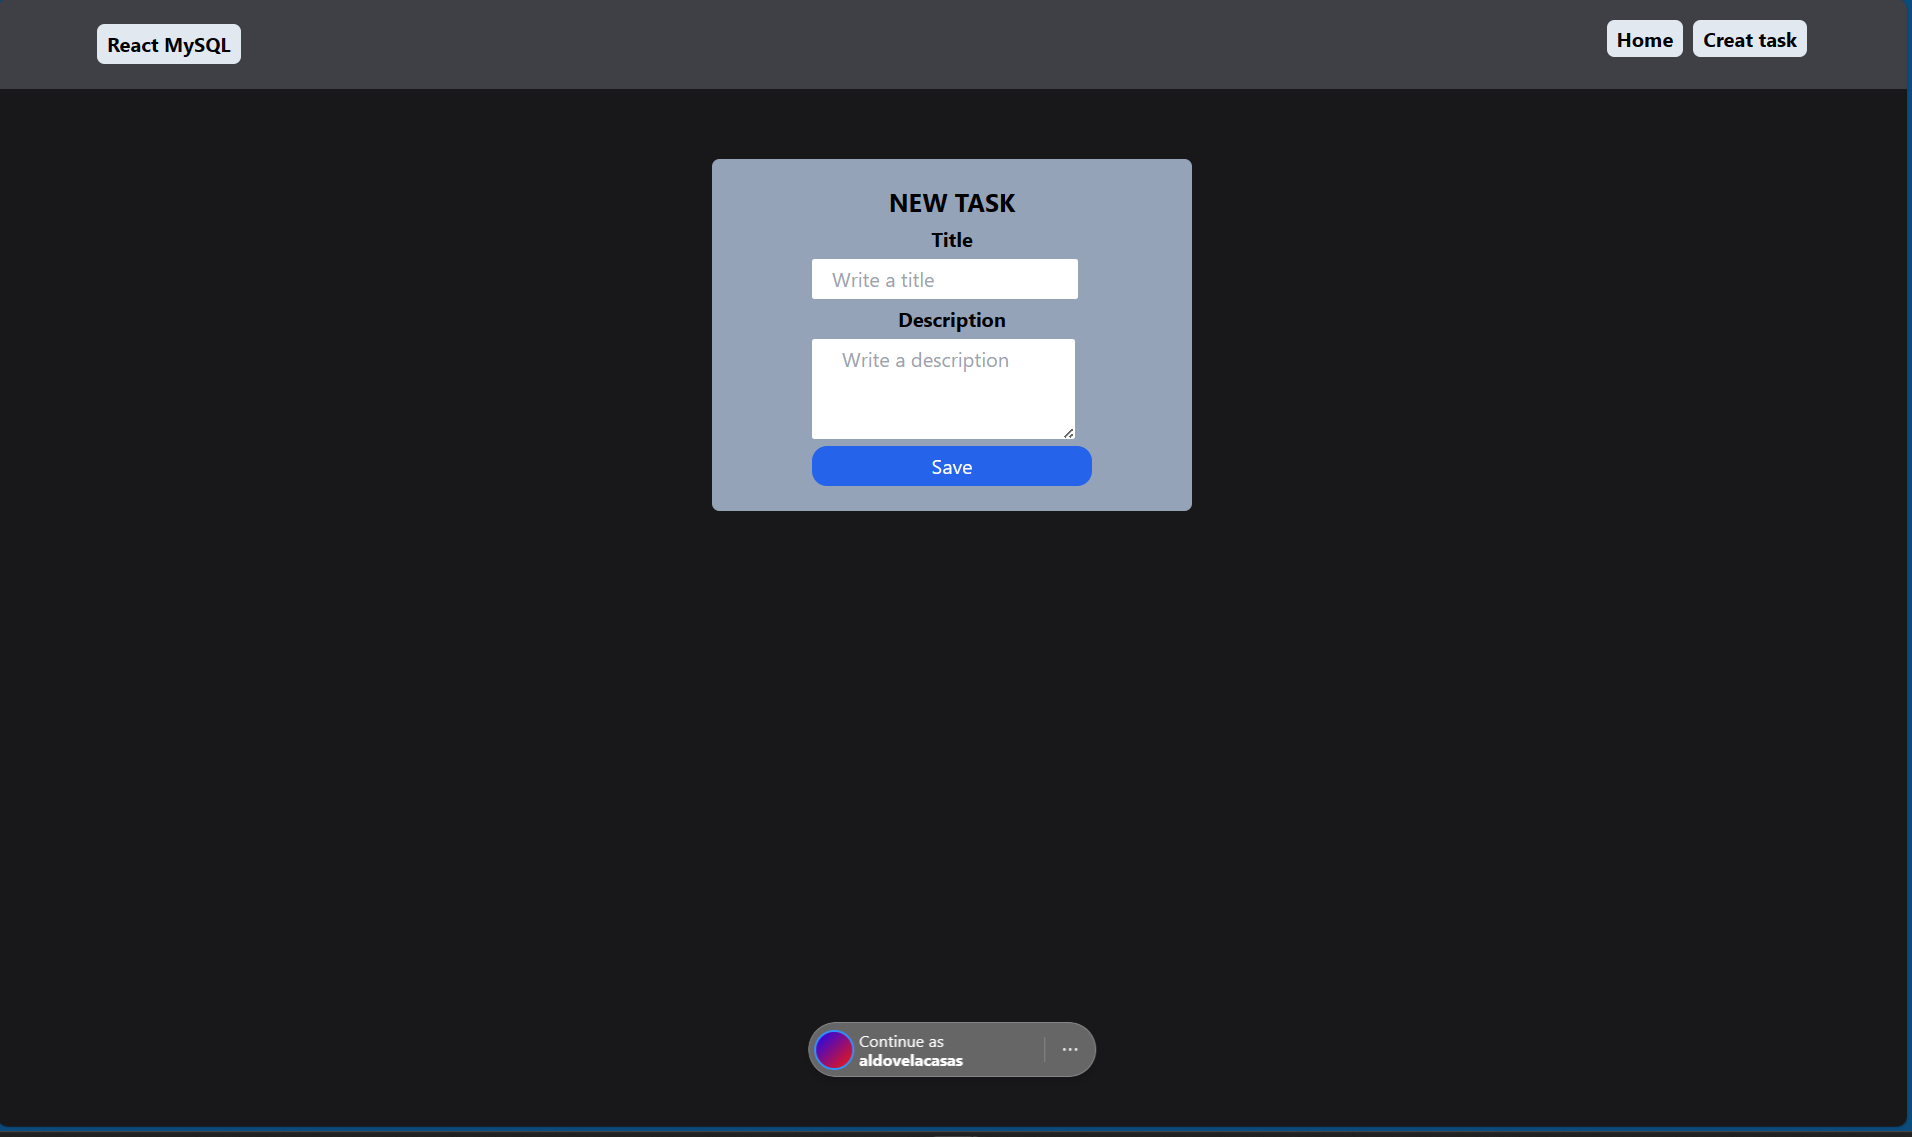 React MySQL
Home
Creat task
NEW TASK
Title
Write a title
Description
Write a description
Save
Continue as
aldovelacasas